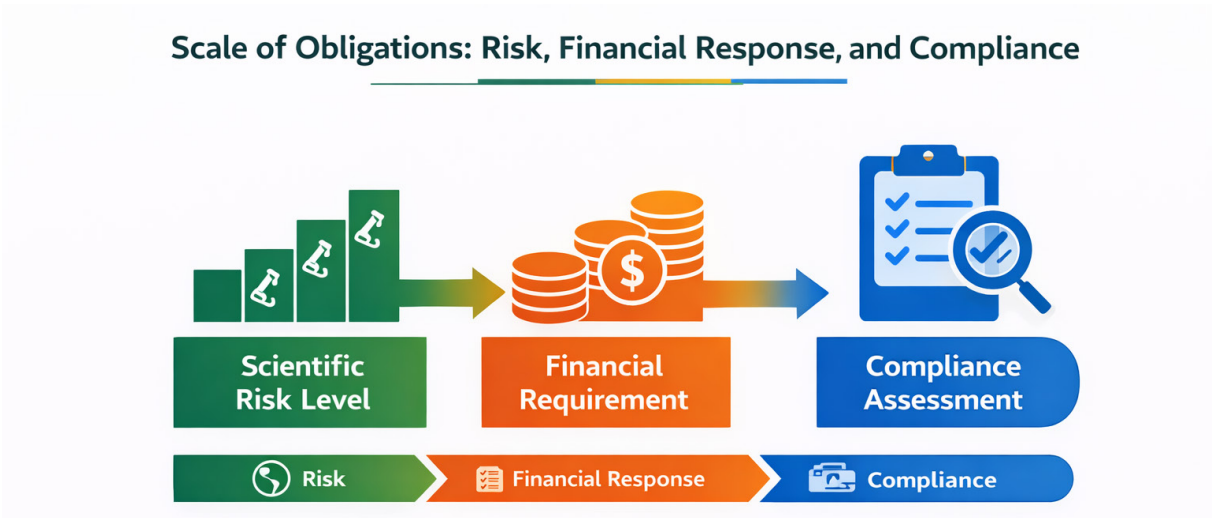 Scale of Obligations: Risk, Financial Response, and Compliance
$
Scientific
Risk Level
Financial
Requirement
Compliance
Assessment
Risk
Financial Response
Compliance